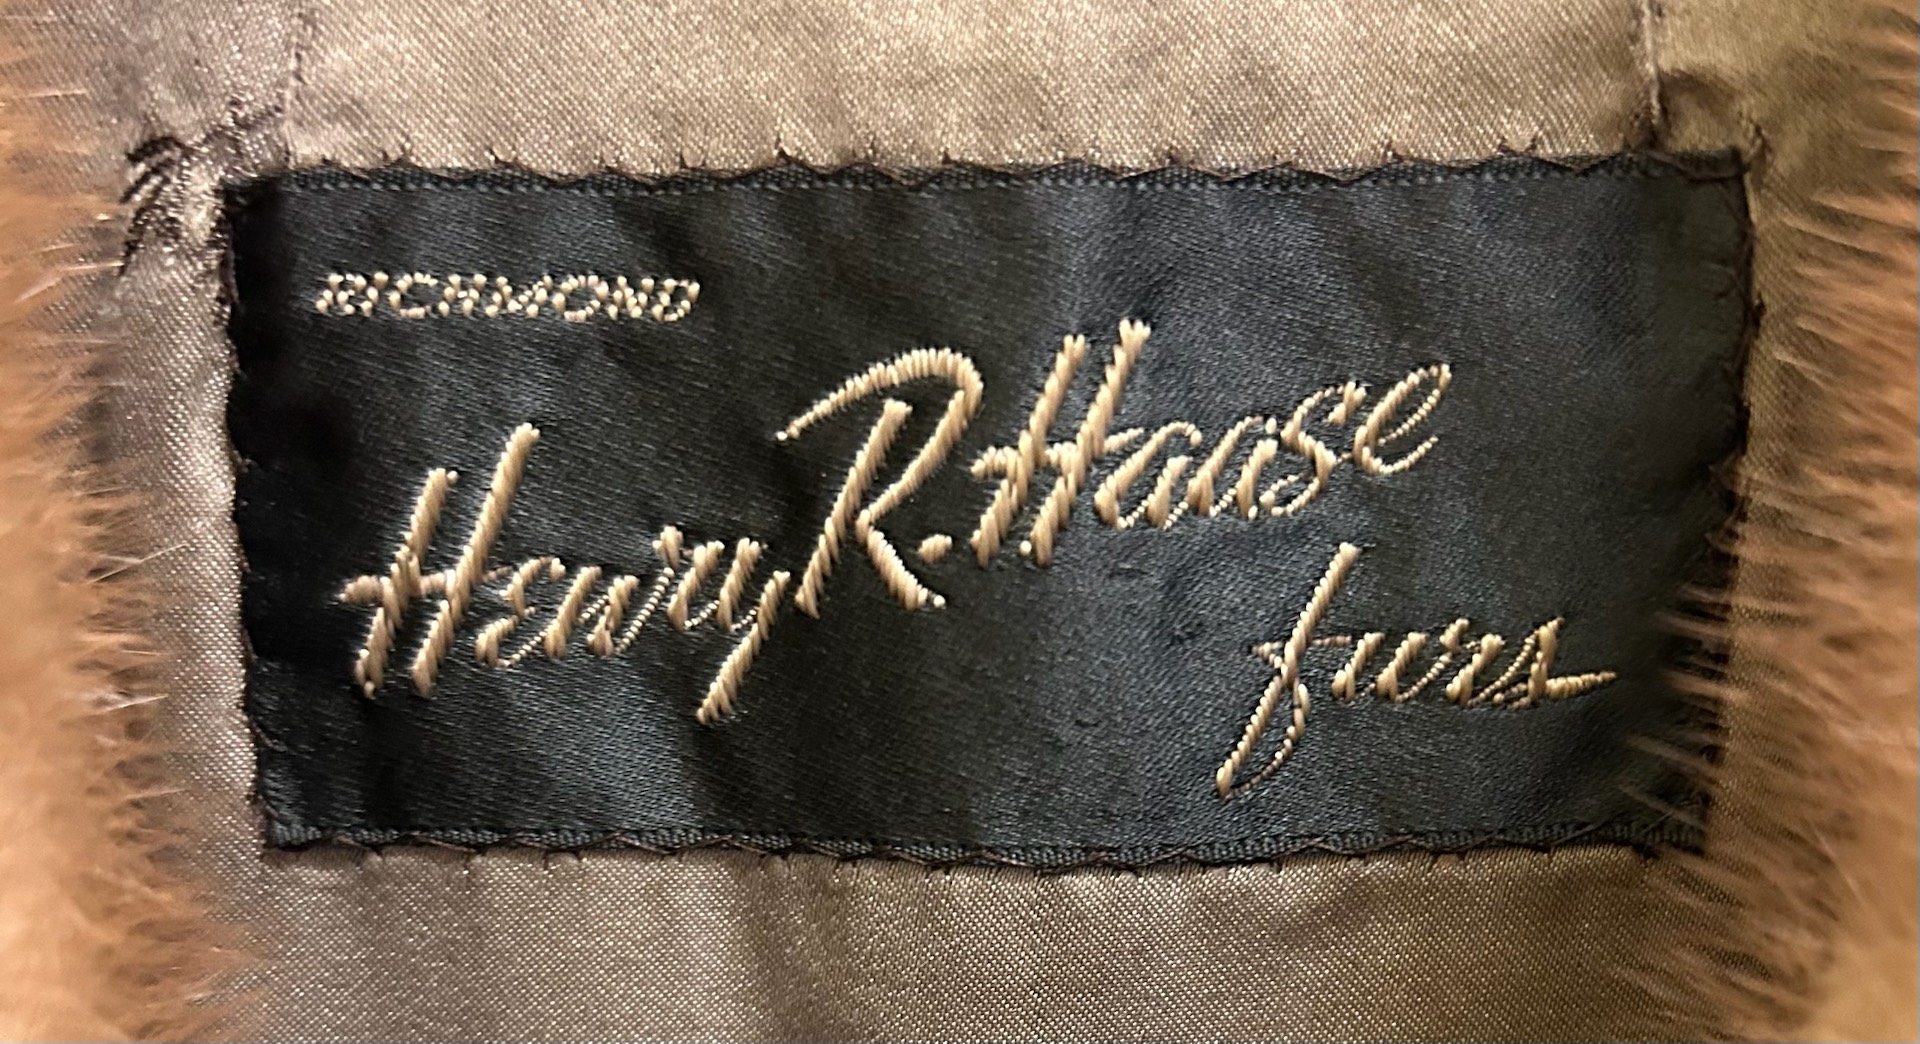 RICHMOND
Henry R. Haase
furs